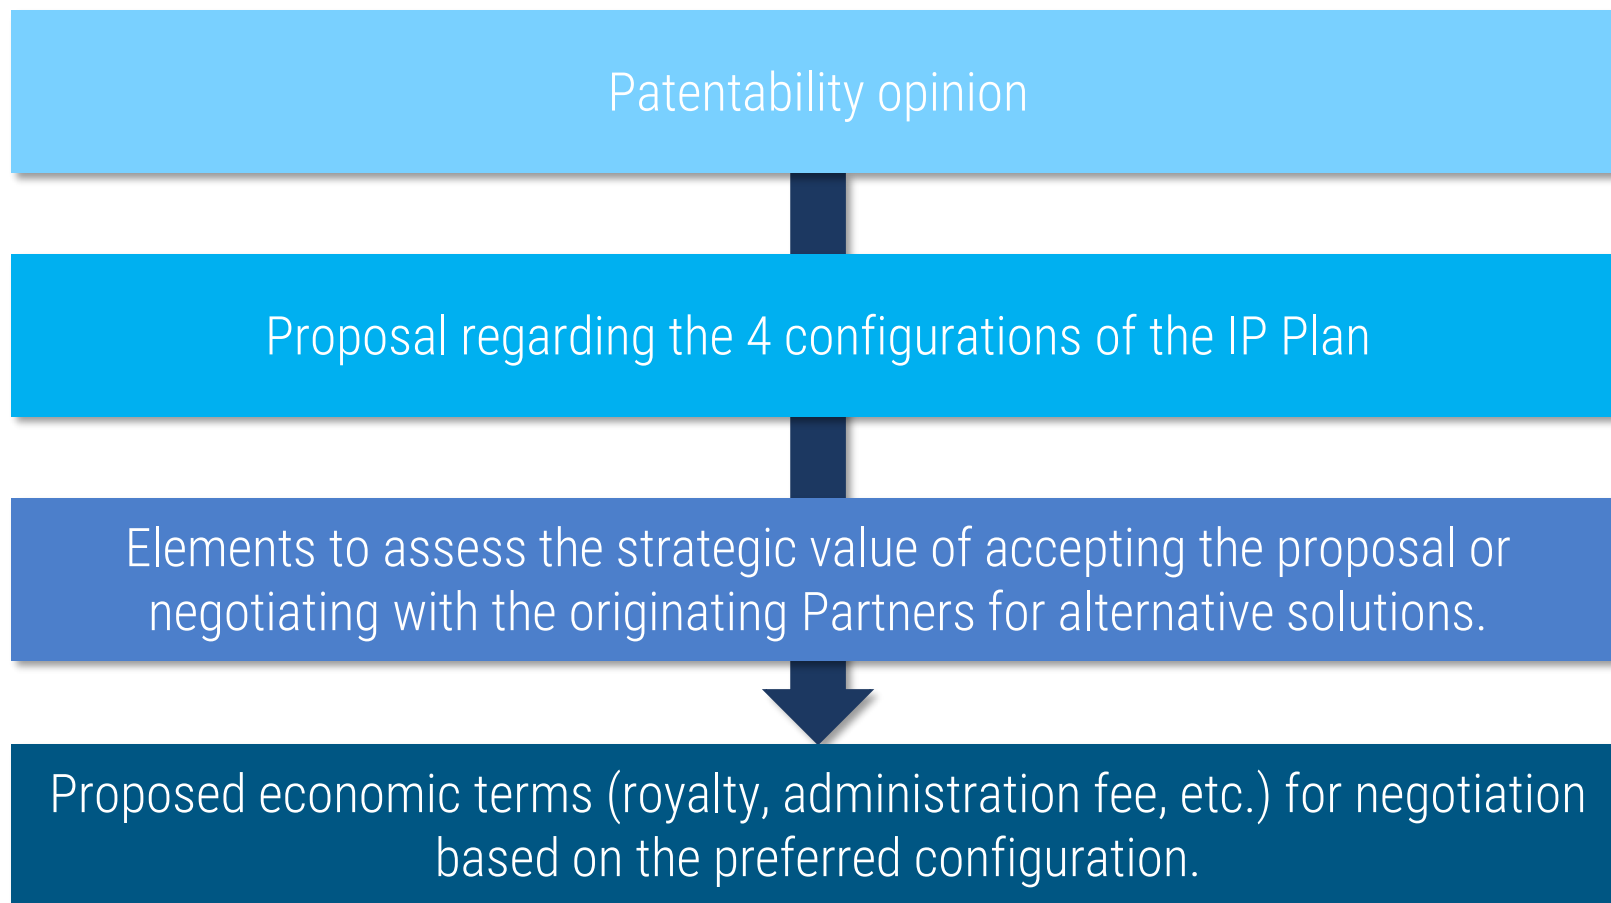 Patentability opinion
Proposal regarding the 4 configurations of the IP Plan
Elements to assess the strategic value of accepting the proposal or
negotiating with the originating Partners for alternative solutions.
Proposed economic terms (royalty, administration fee, etc.) for negotiation
based on the preferred configuration.